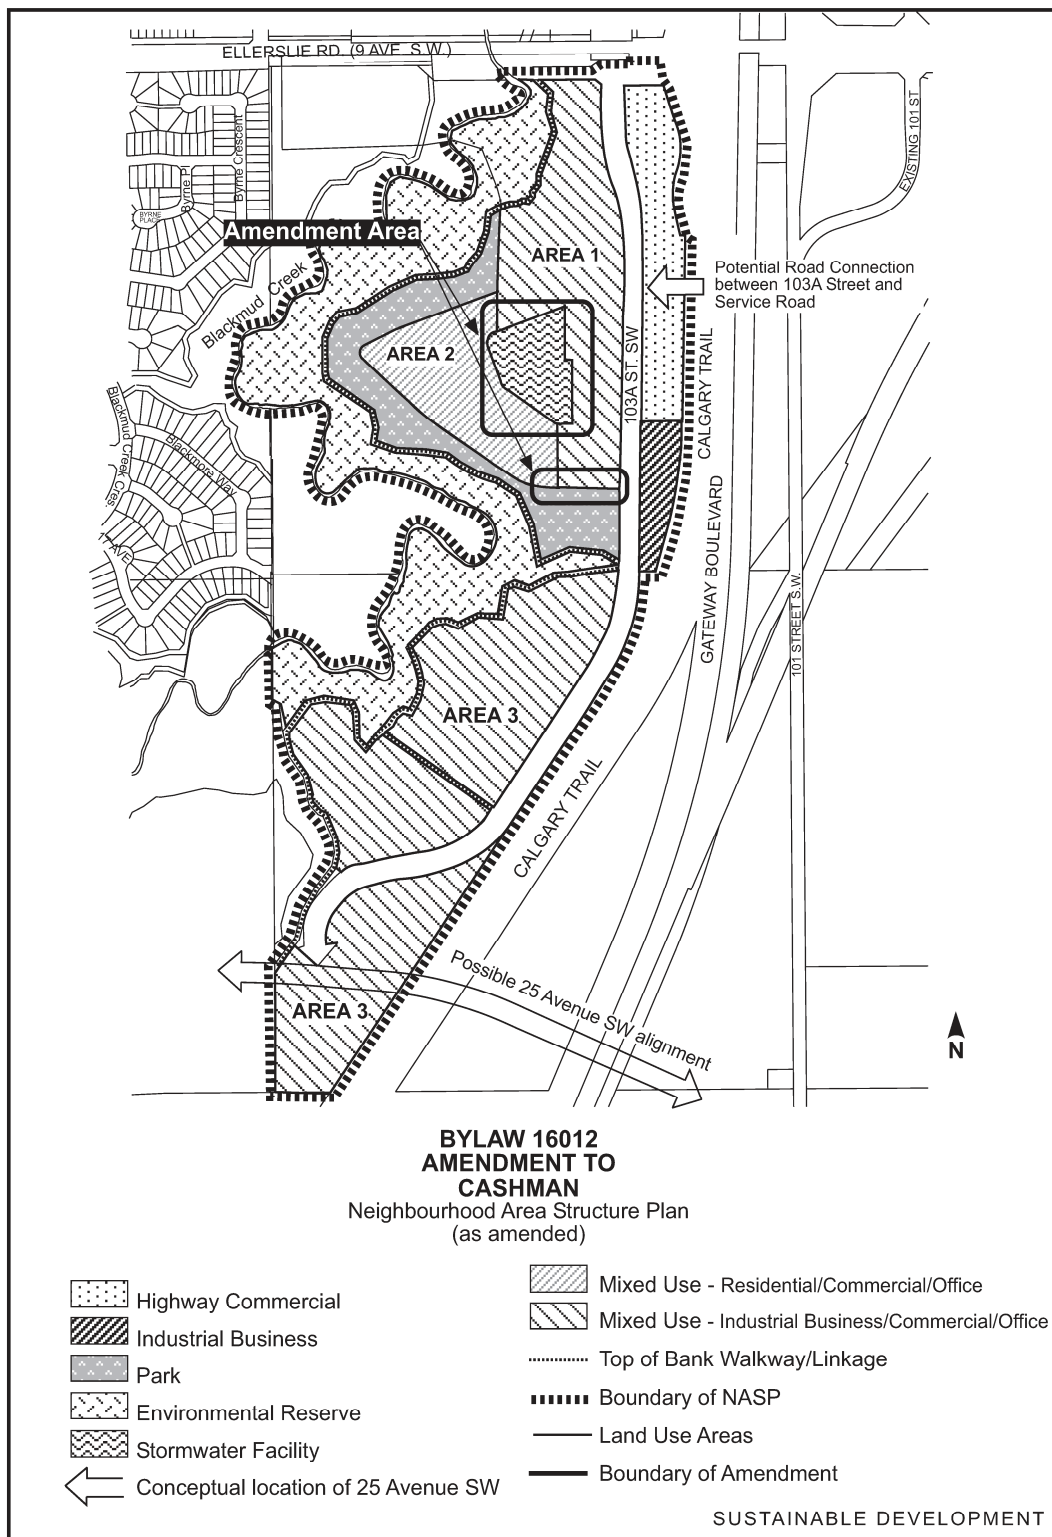 ELLERSLIE RD. (9 AVE. S.W.)
Byrne Crescent
Byrne Pl
BYRNE
PLACE
EXISTING 101 ST
Amendment Area
AREA 1
Potential Road Connection
between 103A Street and
Service Road
Blackmud Creek
AREA 2
103A ST. SW
CALGARY TRAIL
Blackmud Creek Cres
Blackmore Way
17 AVE
GATEWAY BOULEVARD
101 STREET S.W.
AREA 3
CALGARY TRAIL
Possible 25 Avenue SW alignment
AREA 3
N
BYLAW 16012
AMENDMENT TO
CASHMAN
Neighbourhood Area Structure Plan
(as amended)
Highway Commercial
Industrial Business
Park
Environmental Reserve
Stormwater Facility
Conceptual location of 25 Avenue SW
Mixed Use - Residential/Commercial/Office
Mixed Use - Industrial Business/Commercial/Office
Top of Bank Walkway/Linkage
Boundary of NASP
Land Use Areas
Boundary of Amendment
SUSTAINABLE DEVELOPMENT